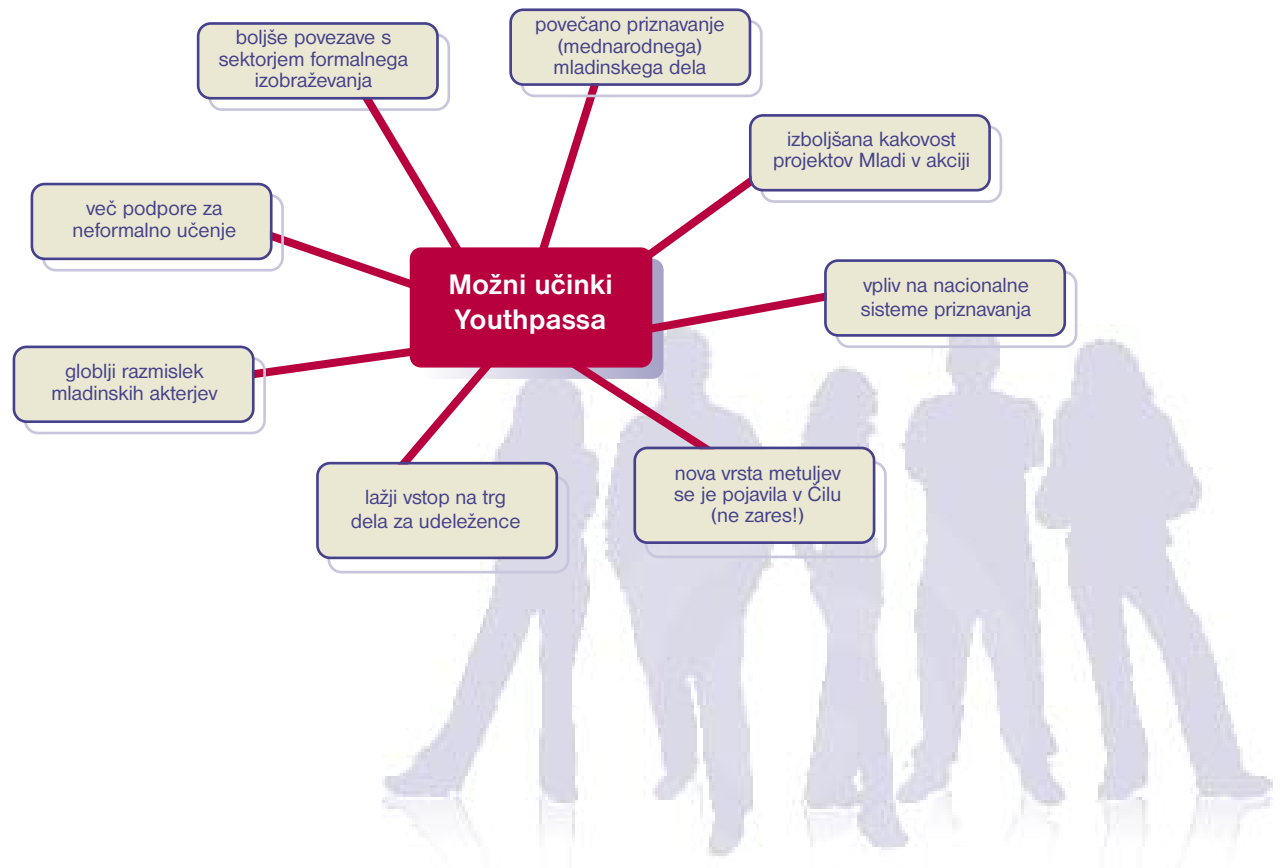 boljše povezave s
sektorjem formalnega
izobraževanja
povečano priznavanje
(mednarodnega)
mladinskega dela
izboljšana kakovost
projektov Mladi v akciji
več podpore za
neformalno učenje
Možni učinki
Youthpassa
vpliv na nacionalne
sisteme priznavanja
globlji razmislek
mladinskih akterjev
lažji vstop na trg
dela za udeležence
nova vrsta metuljev
se je pojavila v Čilu
(ne zares!)